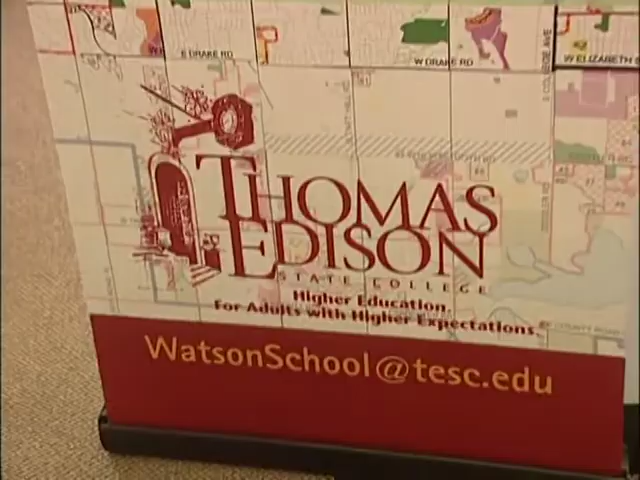 E DRAKE RD
W DRAKE RD
W ELIZABETH S
THOMAS
EDISON
STATE COLLEGE
Higher Education.
For Adults with Higher Expectations.
WatsonSchool@tesc.edu